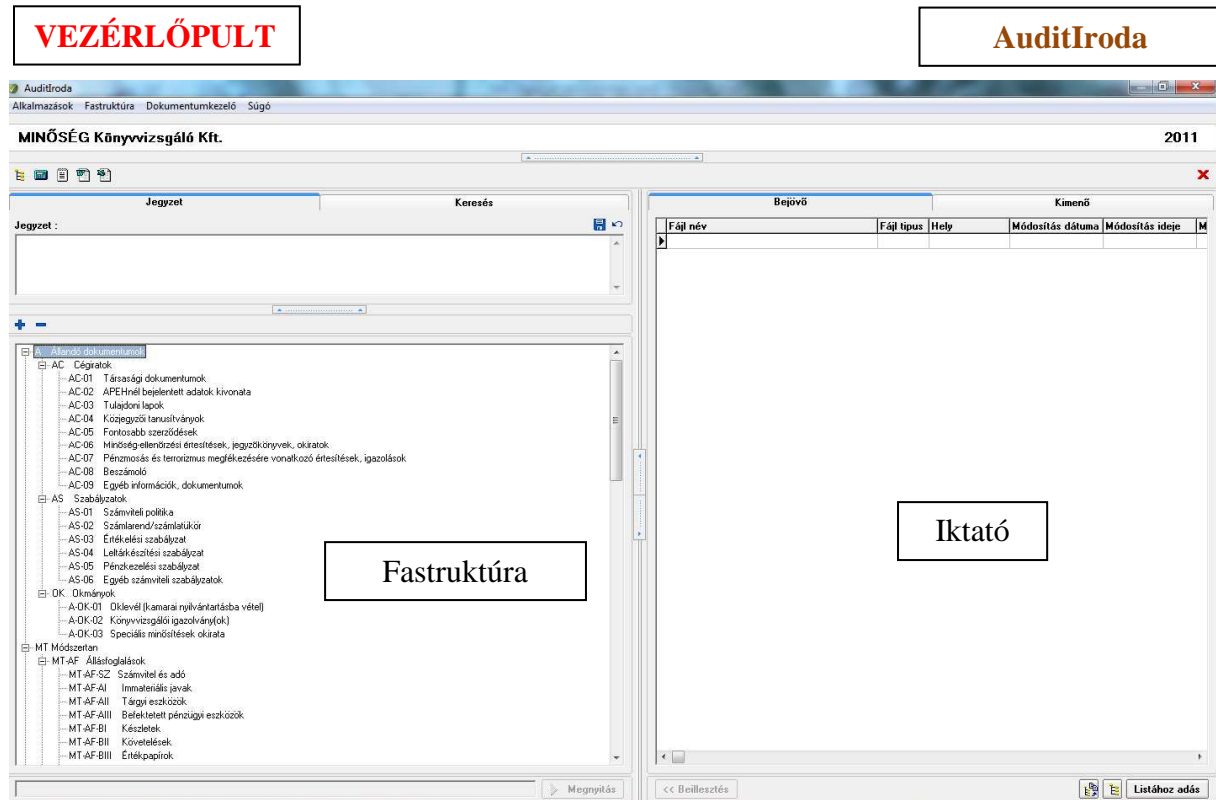 VEZÉRLŐPULT
AuditIroda
AuditIroda
Alkalmazások Fastruktúra Dokumentumkezelő Súgó
MINŐSÉG Könyvvizsgáló Kft. 2011
Jegyzet Keresés
Jegyzet :
A Állandó dokumentumok
AC Cégiratok
AC-01 Társasági dokumentumok
AC-02 APEHnél bejelentett adatok kivonata
AC-03 Tulajdoni lapok
AC-04 Közjegyzői tanusítványok
AC-05 Fontosabb szerződések
AC-06 Minőség-ellenőrzési értesítések, jegyzőkönyvek, okiratok
AC-07 Pénzmosás és terrorizmus megfékezésére vonatkozó értesítések, igazolások
AC-08 Beszámoló
AC-09 Egyéb információk, dokumentumok
AS Szabályzatok
AS-01 Számviteli politika
AS-02 Számlarend/számlatükör
AS-03 Értékelési szabályzat
AS-04 Leltárkészítési szabályzat
AS-05 Pénzkezelési szabályzat
AS-06 Egyéb számviteli szabályzatok
OK Okmányok
A-OK-01 Oklevél (kamarai nyilvántartásba vétel)
A-OK-02 Könyvvizsgálói igazolvány(ok)
A-OK-03 Speciális minősítések okirata
MT Módszertan
MT-AF Állásfoglalások
MT-AF-SZ Számvitel és adó
MT-AF-AI Immateriális javak
MT-AF-AII Tárgyi eszközök
MT-AF-AIII Befektetett pénzügyi eszközök
MT-AF-BI Készletek
MT-AF-BII Követelések
MT-AF-BIII Értékpapírok
Fastruktúra
Megnyitás
Bejövő Kimenő
Fájl név Fájl tipus Hely Módosítás dátuma Módosítás ideje M
Iktató
<< Beillesztés Listához adás